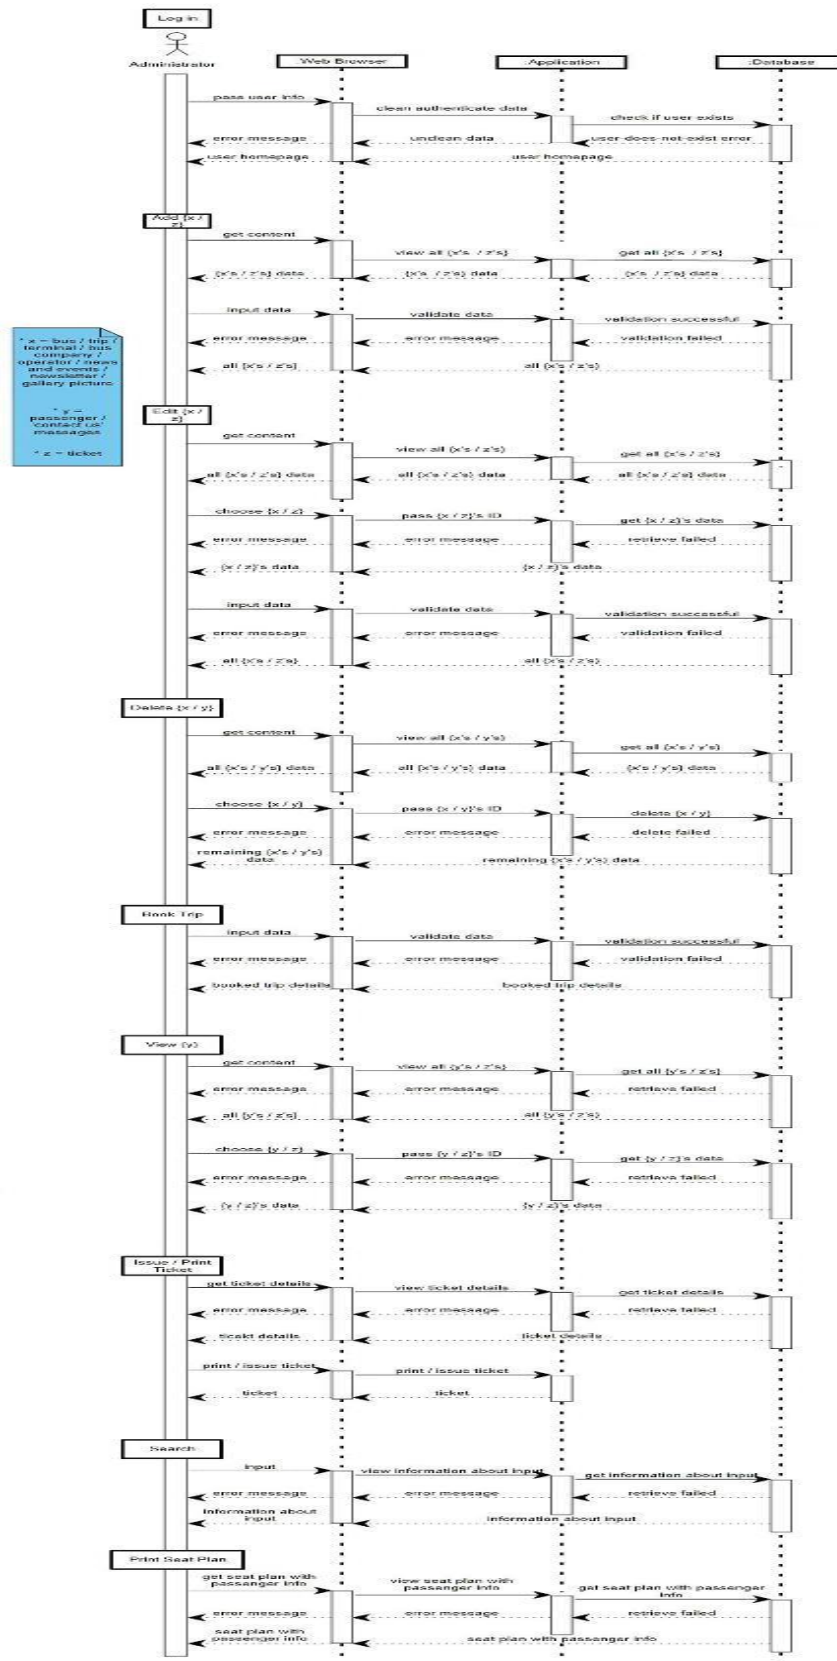 Log in
Administrator
Web Browser
:Application
:Database
pass user info
clean authenticate data
check if user exists
error message
unclean data
user does not exist error
user homepage
user homepage
Add {x /
z}
get content
view all {x's / z's}
get all {x's / z's}
{x's / z's} data
{x's / z's} data
{x's / z's} data
input data
validate data
validation successful
error message
error message
validation failed
all {x's / z's}
all {x's / z's}
* x = bus / trip /
terminal / bus
company /
operator / news
and events /
newsletter /
gallery picture
* y =
passenger /
'contact us'
messages
* z = ticket
Edit {x /
z}
get content
view all {x's / z's}
get all {x's / z's}
all {x's / z's} data
all {x's / z's} data
all {x's / z's} data
choose {x / z}
pass {x / z}'s ID
get {x / z}'s data
error message
error message
retrieve failed
{x / z}'s data
{x / z}'s data
input data
validate data
validation successful
error message
error message
validation failed
all {x's / z's}
all {x's / z's}
Delete {x / y}
get content
view all {x's / y's}
get all {x's / y's}
all {x's / y's} data
all {x's / y's} data
{x's / y's} data
choose {x / y}
pass {x / y}'s ID
delete {x / y}
error message
error message
delete failed
remaining {x's / y's}
data
remaining {x's / y's} data
Book Trip
input data
validate data
validation successful
error message
error message
validation failed
booked trip details
booked trip details
View {y}
get content
view all {y's / z's}
get all {y's / z's}
error message
error message
retrieve failed
all {y's / z's}
all {y's / z's}
choose {y / z}
pass {y / z}'s ID
get {y / z}'s data
error message
error message
retrieve failed
{y / z}'s data
{y / z}'s data
Issue / Print
Ticket
get ticket details
view ticket details
get ticket details
error message
error message
retrieve failed
ticekt details
ticket details
print / issue ticket
print / issue ticket
ticket
ticket
Search
input
view information about input
get information about input
error message
error message
retrieve failed
information about
input
information about input
Print Seat Plan
get seat plan with
passenger info
view seat plan with
passenger info
get seat plan with passenger
info
error message
error message
retrieve failed
seat plan with
passenger info
seat plan with passenger info